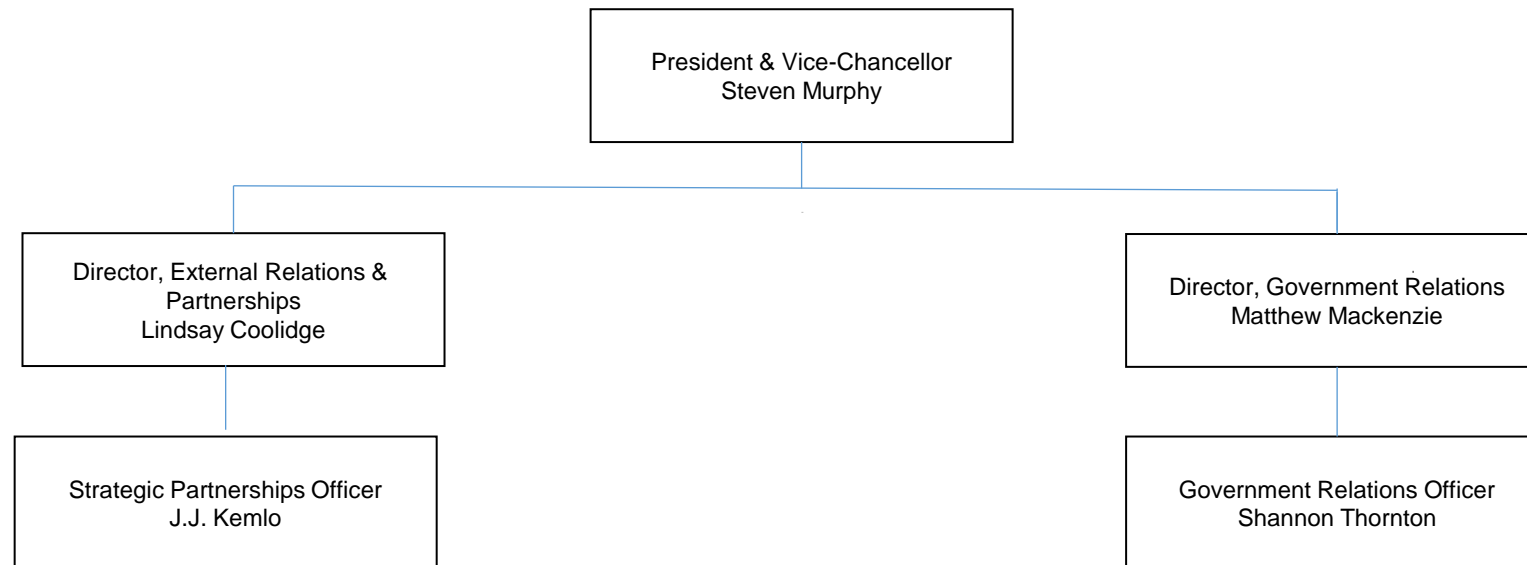 President & Vice-Chancellor
Steven Murphy
Director, External Relations &
Partnerships
Lindsay Coolidge
Director, Government Relations
Matthew Mackenzie
Strategic Partnerships Officer
J.J. Kemlo
Government Relations Officer
Shannon Thornton